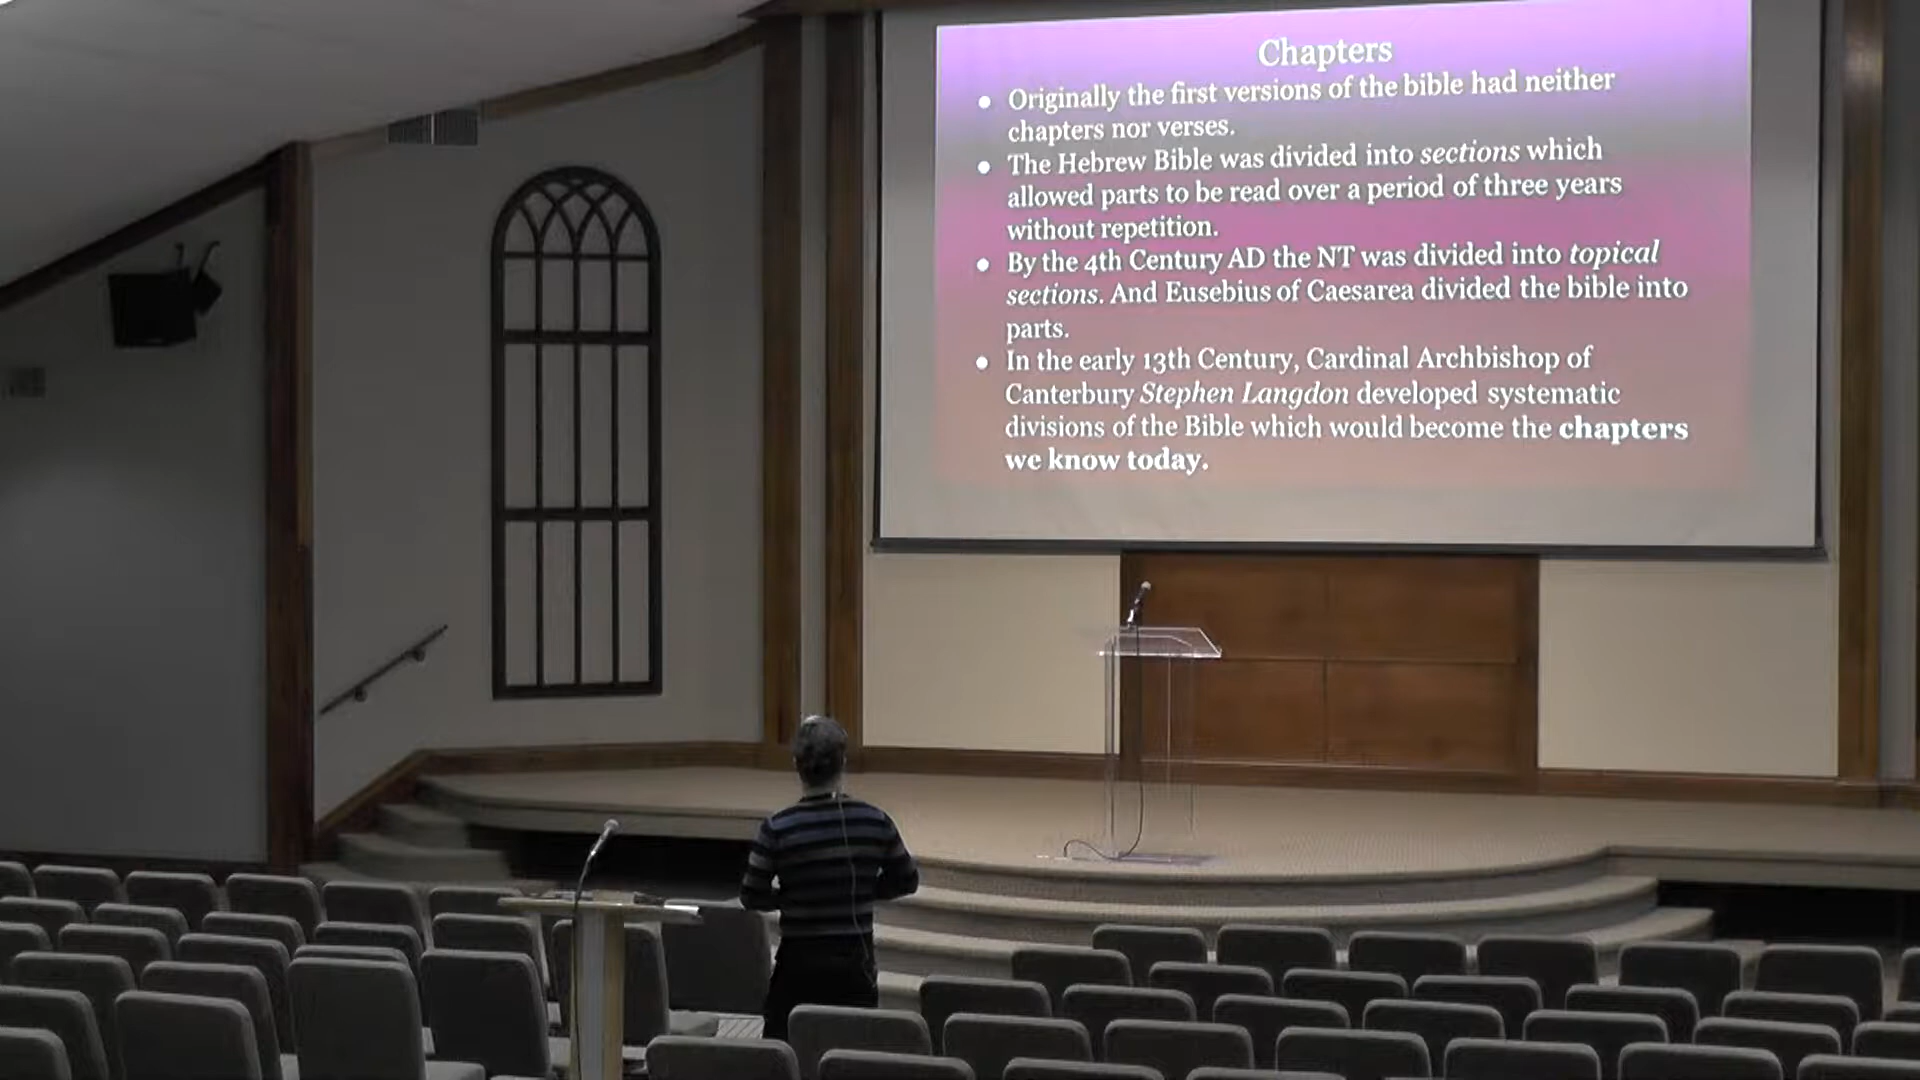 Chapters
● Originally the first versions of the bible had neither
chapters nor verses.
● The Hebrew Bible was divided into sections which
allowed parts to be read over a period of three years
without repetition.
● By the 4th Century AD the NT was divided into topical
sections. And Eusebius of Caesarea divided the bible into
parts.
● In the early 13th Century, Cardinal Archbishop of
Canterbury Stephen Langdon developed systematic
divisions of the Bible which would become the chapters
we know today.